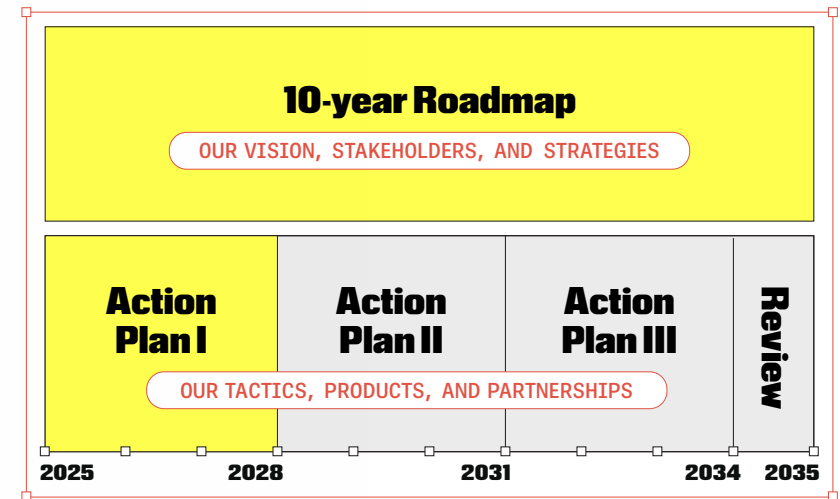 10-year Roadmap
OUR VISION, STAKEHOLDERS, AND STRATEGIES
Action
Plan I
Action
Plan II
Action
Plan III
Review
OUR TACTICS, PRODUCTS, AND PARTNERSHIPS
2025
2028
2031
2034
2035